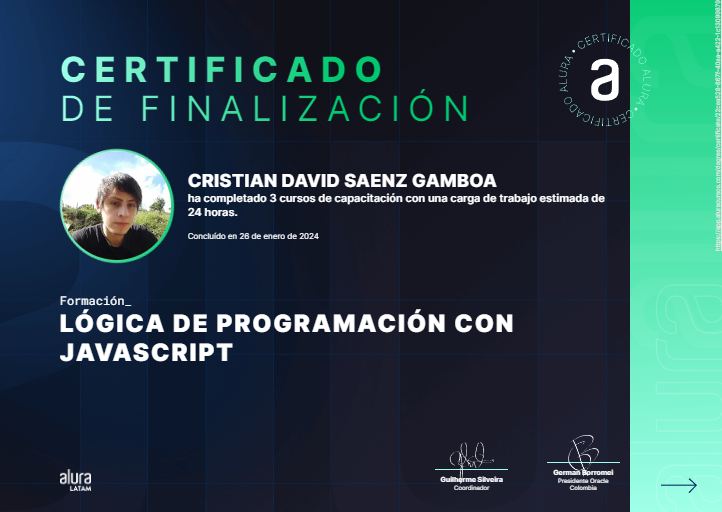 CERTIFICADO
DE FINALIZACIÓN
CERTIFICADO ALURA • CERTIFICADO ALURA •
a
CRISTIAN DAVID SAENZ GAMBOA
ha completado 3 cursos de capacitación con una carga de trabajo estimada de
24 horas.
Concluído en 26 de enero de 2024
Formación_
LÓGICA DE PROGRAMACIÓN CON
JAVASCRIPT
alura
LATAM
Guilherme Silveira
Coordinador
German Borromei
Presidente Oracle
Colombia